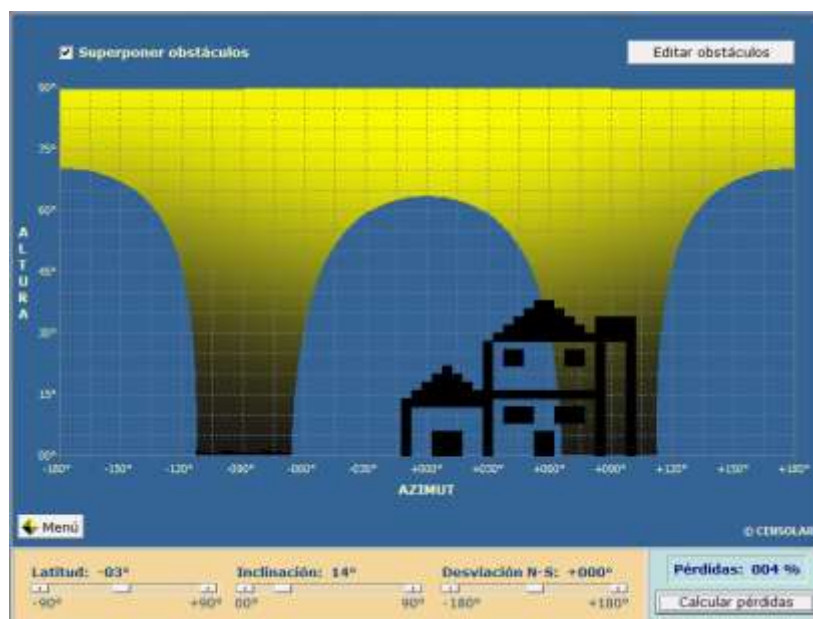 Superponer obstáculos
Editar obstáculos
90°
75°
60°
45°
30°
15°
00°
ALTURA
-180° -150° -120° -090° -060° -030° +000° +030° +060° +090° +120° +150° +180°
AZIMUT
Menú
© CENSOLAR
Latitud: -03° Inclinación: 14° Desviación N-S: +000° Pérdidas: 004 %
-90° +90° 00° 90° -180° +180° Calcular pérdidas